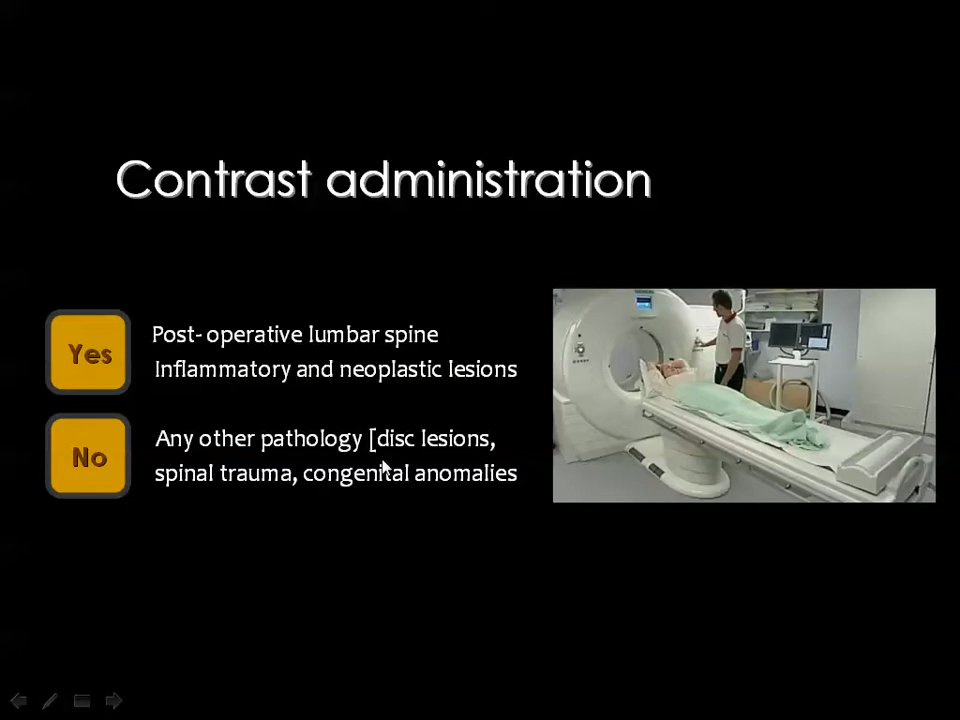 Contrast administration
Yes
Post- operative lumbar spine
Inflammatory and neoplastic lesions
No
Any other pathology [disc lesions,
spinal trauma, congenital anomalies